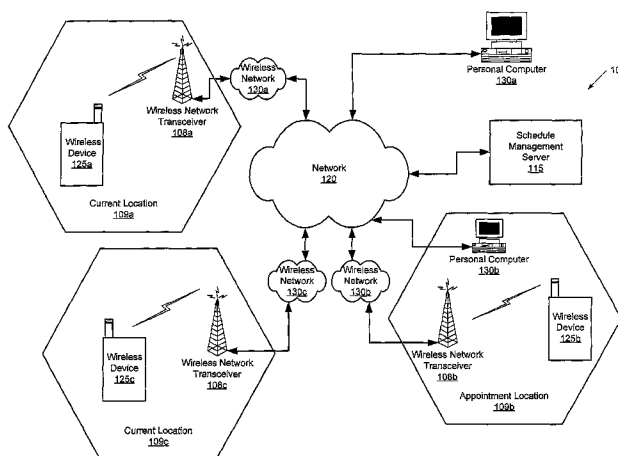 Wireless
Network
130a
Wireless Network
Transceiver
108a
Wireless
Device
125a
Current Location
109a
Personal Computer
130a
10
Schedule
Management
Server
115
Network
120
Personal Computer
130b
Wireless
Network
130c
Wireless
Network
130b
Wireless
Device
125c
Wireless Network
Transceiver
108c
Current Location
109c
Wireless Network
Transceiver
108b
Wireless
Device
125b
Appointment Location
109b